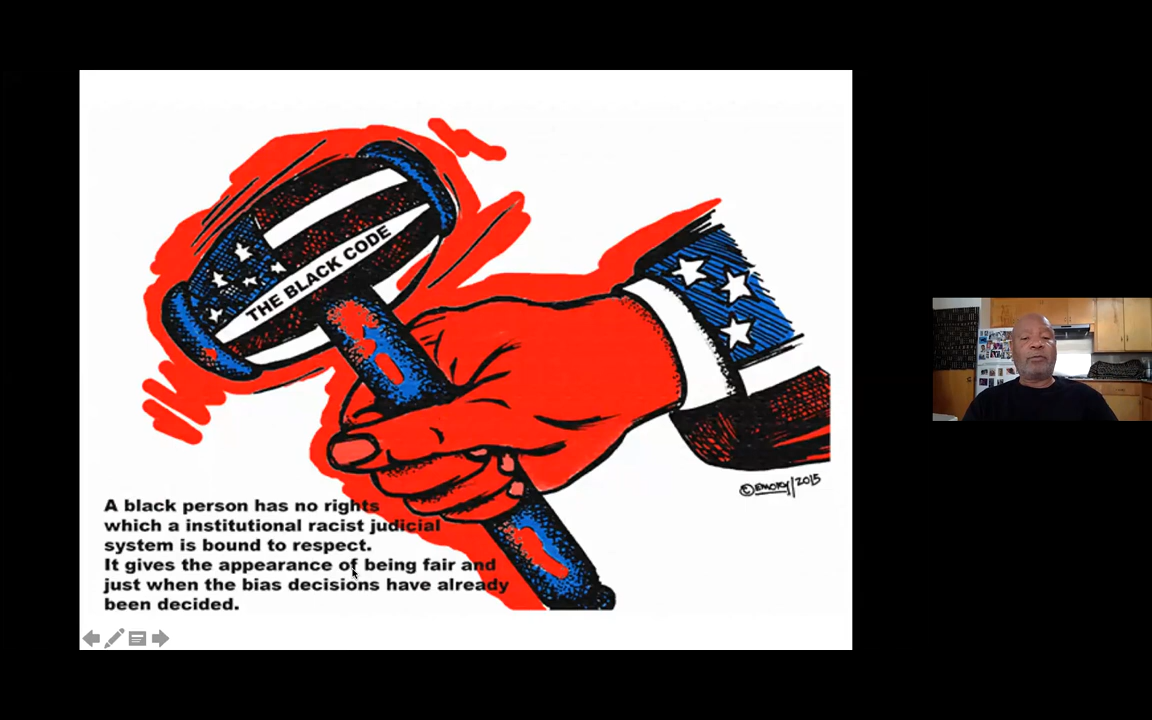 THE BLACK CODE
© EMORY 2015
A black person has no rights
which a institutional racist judicial
system is bound to respect.
It gives the appearance of being fair and
just when the bias decisions have already
been decided.